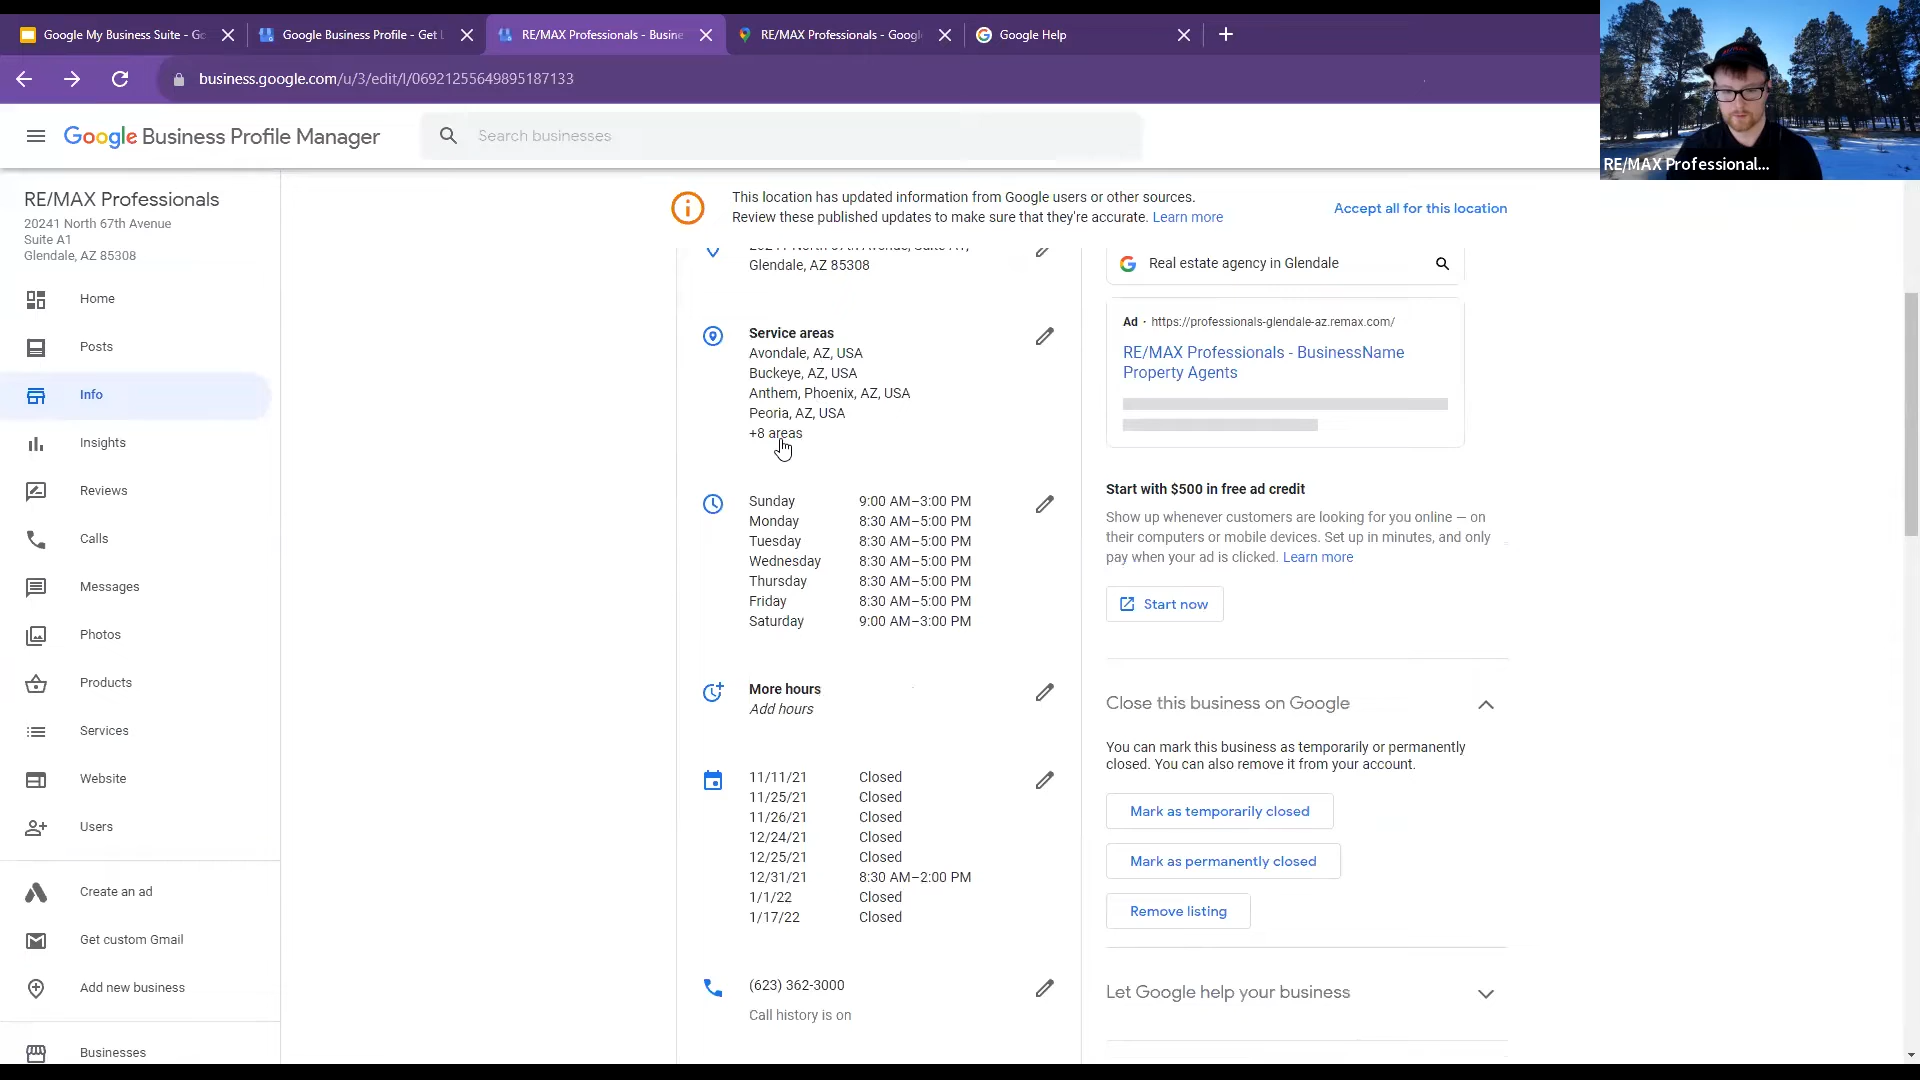 Google My Business Suite - Go
Google Business Profile - Get L
RE/MAX Professionals - Busine
RE/MAX Professionals - Googl
Google Help
business.google.com/u/3/edit/l/06921255649895187133
RE/MAX Professional...
Google Business Profile Manager
Search businesses
RE/MAX Professionals
20241 North 67th Avenue
Suite A1
Glendale, AZ 85308
Home
Posts
Info
Insights
Reviews
Calls
Messages
Photos
Products
Services
Website
Users
Create an ad
Get custom Gmail
Add new business
Businesses
This location has updated information from Google users or other sources.
Review these published updates to make sure that they're accurate. Learn more
Accept all for this location
20241 North 67th Avenue, Suite A1,
Glendale, AZ 85308
Service areas
Avondale, AZ, USA
Buckeye, AZ, USA
Anthem, Phoenix, AZ, USA
Peoria, AZ, USA
+8 areas
Sunday 9:00 AM–3:00 PM
Monday 8:30 AM–5:00 PM
Tuesday 8:30 AM–5:00 PM
Wednesday 8:30 AM–5:00 PM
Thursday 8:30 AM–5:00 PM
Friday 8:30 AM–5:00 PM
Saturday 9:00 AM–3:00 PM
More hours
Add hours
11/11/21 Closed
11/25/21 Closed
11/26/21 Closed
12/24/21 Closed
12/25/21 Closed
12/31/21 8:30 AM–2:00 PM
1/1/22 Closed
1/17/22 Closed
(623) 362-3000
Call history is on
Real estate agency in Glendale
Ad · https://professionals-glendale-az.remax.com/
RE/MAX Professionals - BusinessName
Property Agents
Start with $500 in free ad credit
Show up whenever customers are looking for you online — on
their computers or mobile devices. Set up in minutes, and only
pay when your ad is clicked. Learn more
Start now
Close this business on Google
You can mark this business as temporarily or permanently
closed. You can also remove it from your account.
Mark as temporarily closed
Mark as permanently closed
Remove listing
Let Google help your business